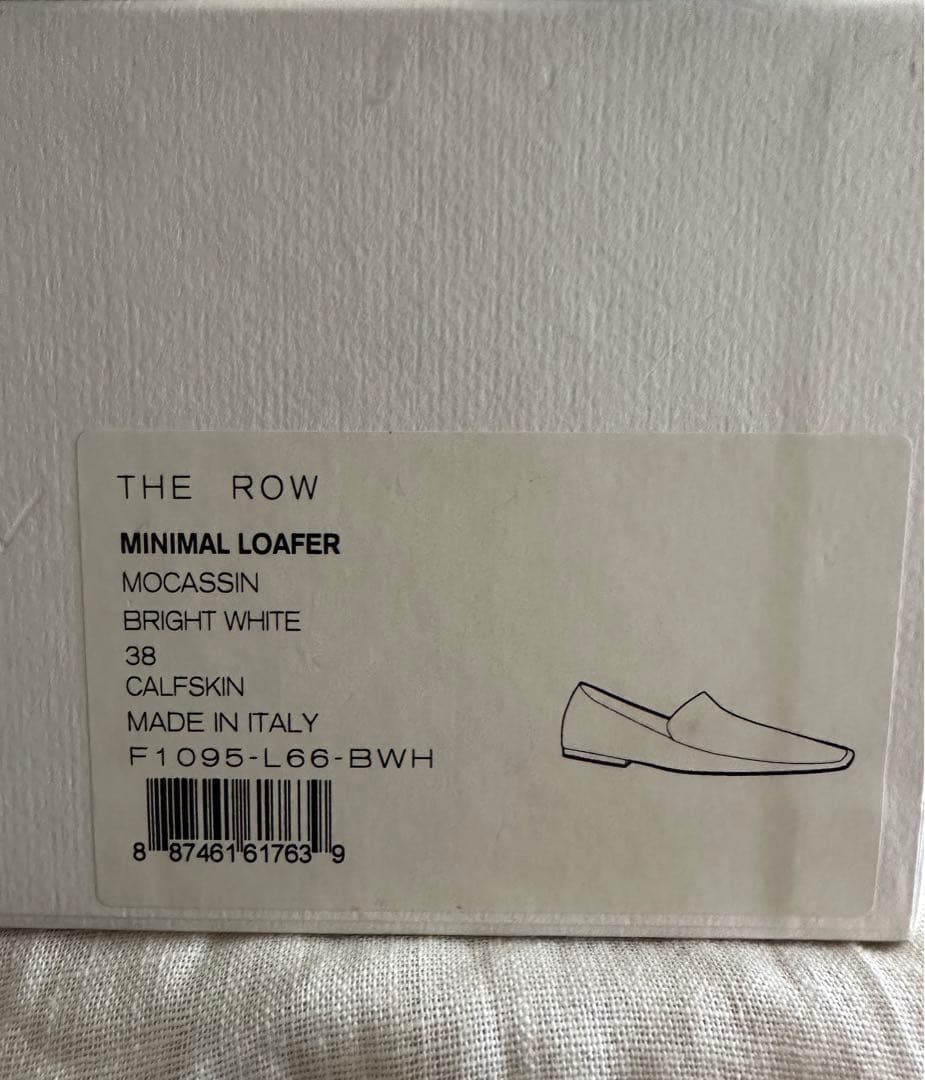 THE ROW
MINIMAL LOAFER
MOCASSIN
BRIGHT WHITE
38
CALFSKIN
MADE IN ITALY
F1095-L66-BWH
8 87461 61763 9